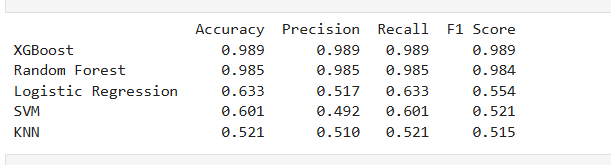 Accuracy Precision Recall F1 Score
XGBoost 0.989 0.989 0.989 0.989
Random Forest 0.985 0.985 0.985 0.984
Logistic Regression 0.633 0.517 0.633 0.554
SVM 0.601 0.492 0.601 0.521
KNN 0.521 0.510 0.521 0.515